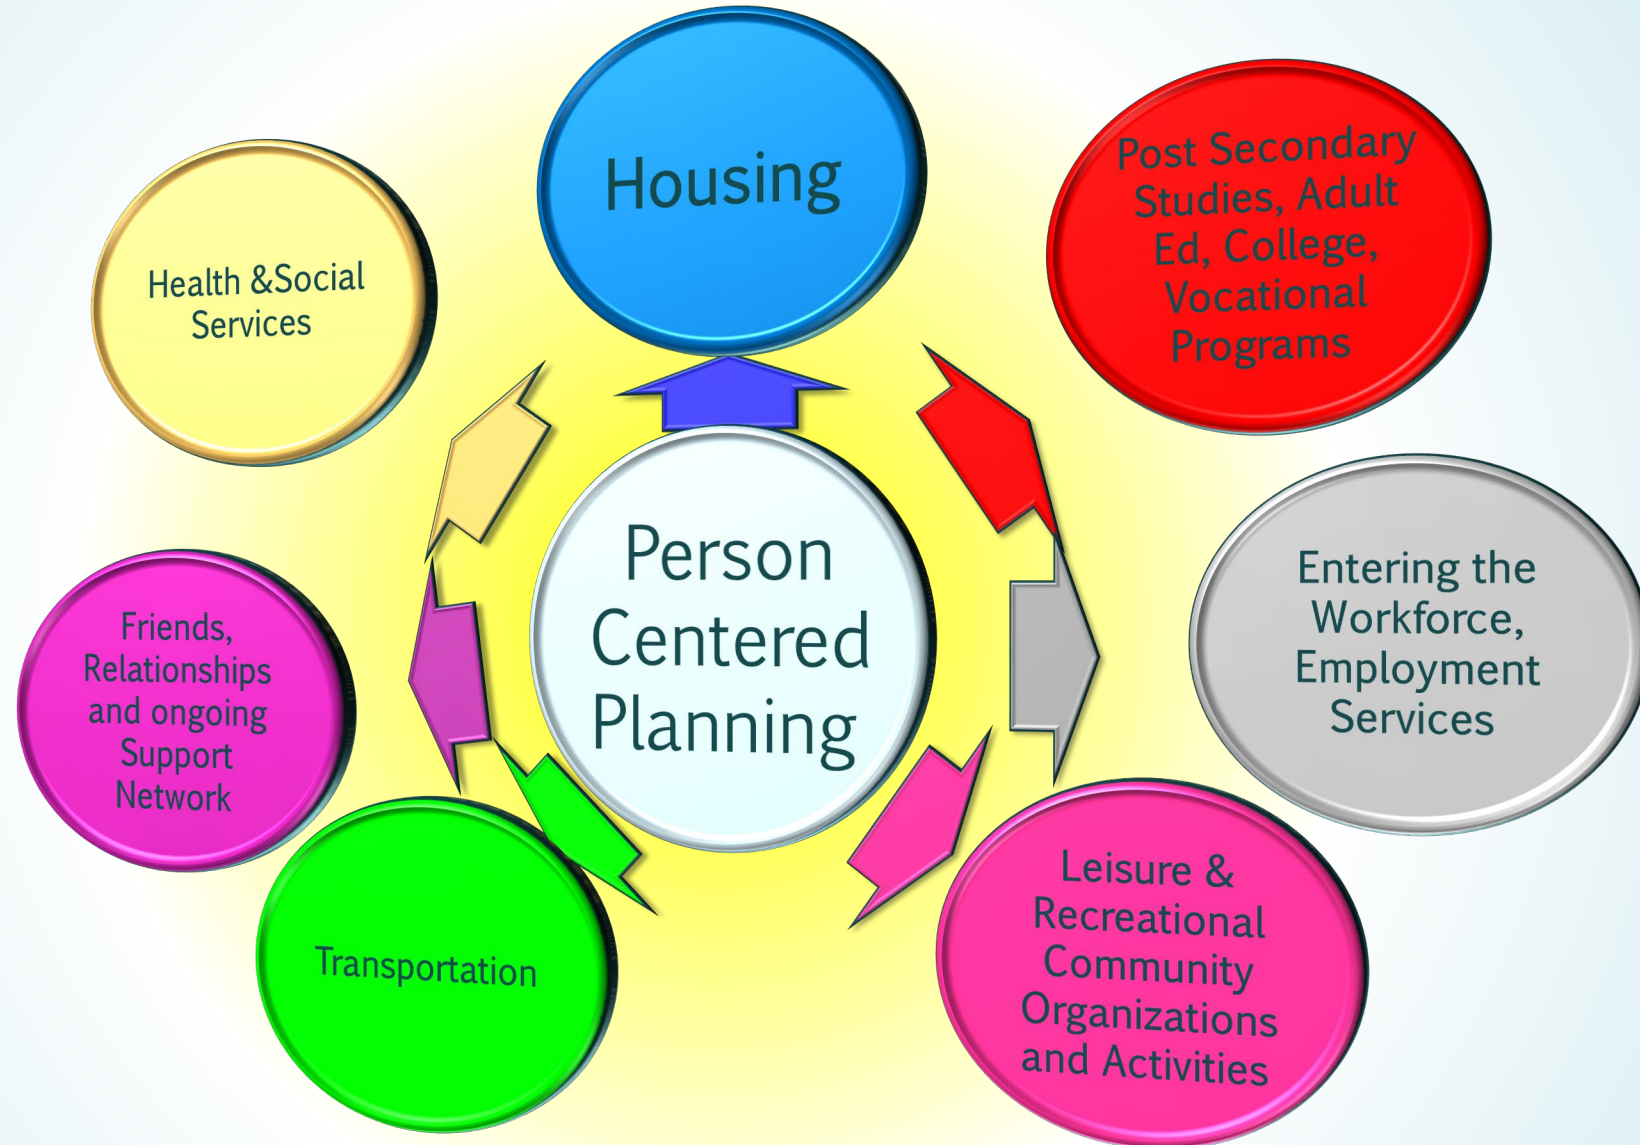 Housing
Post Secondary
Studies, Adult
Ed, College,
Vocational
Programs
Health &Social
Services
Person
Centered
Planning
Entering the
Workforce,
Employment
Services
Friends,
Relationships
and ongoing
Support
Network
Transportation
Leisure &
Recreational
Community
Organizations
and Activities